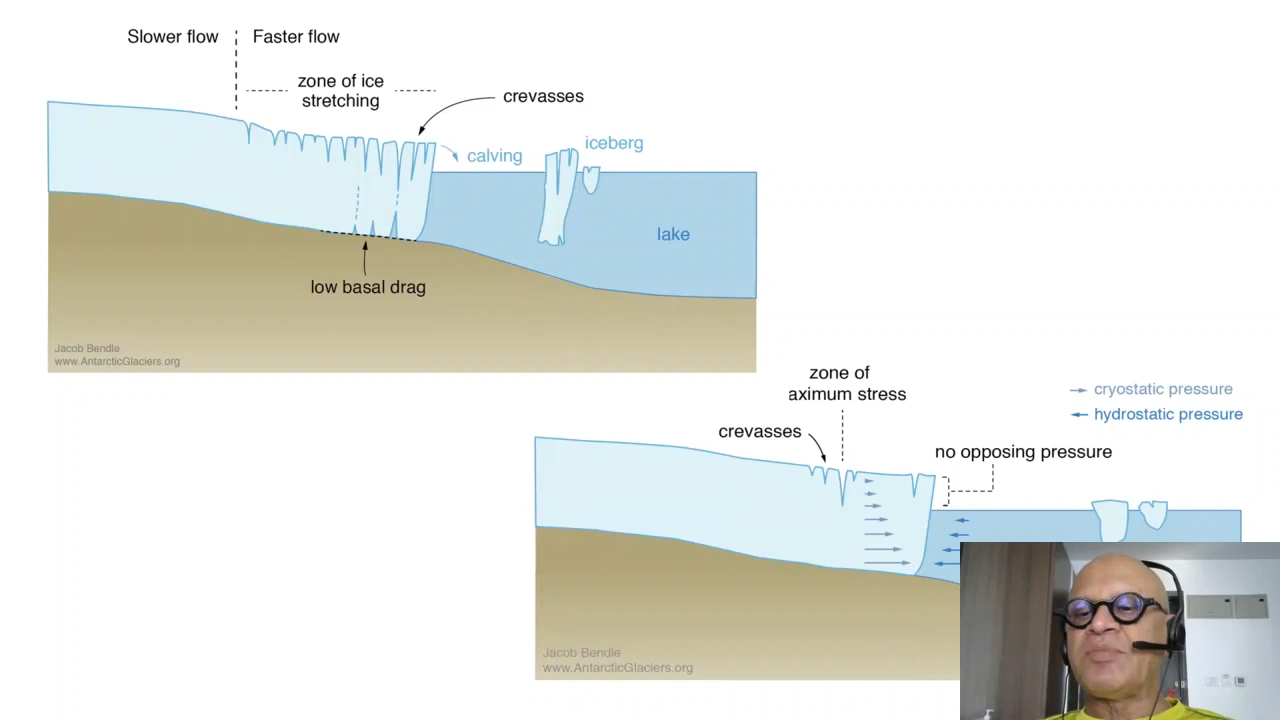 Slower flow
Faster flow
zone of ice
stretching
crevasses
calving
iceberg
lake
low basal drag
Jacob Bendle
www.AntarcticGlaciers.org
zone of
aximum stress
cryostatic pressure
hydrostatic pressure
crevasses
no opposing pressure
Jacob Bendle
www.AntarcticGlaciers.org